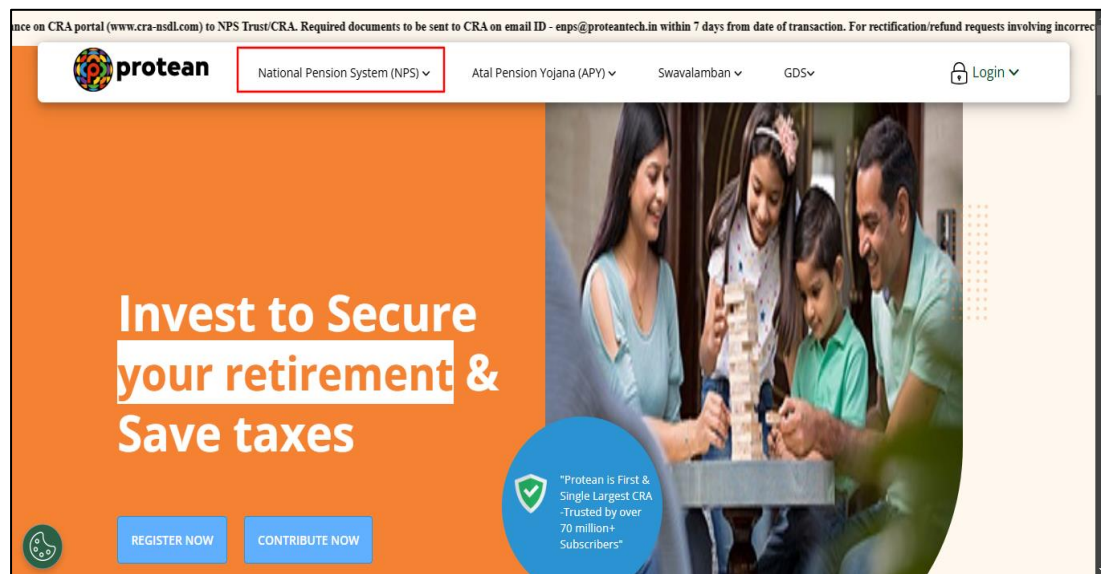 nce on CRA portal (www.cra-nsdl.com) to NPS Trust/CRA. Required documents to be sent to CRA on email ID - enps@proteantech.in within 7 days from date of transaction. For rectification/refund requests involving incorrec
protean
National Pension System (NPS)
Atal Pension Yojana (APY)
Swavalamban
GDS
Login
Invest to Secure
your retirement &
Save taxes
"Protean is First &
Single Largest CRA
-Trusted by over
70 million+
Subscribers"
REGISTER NOW
CONTRIBUTE NOW